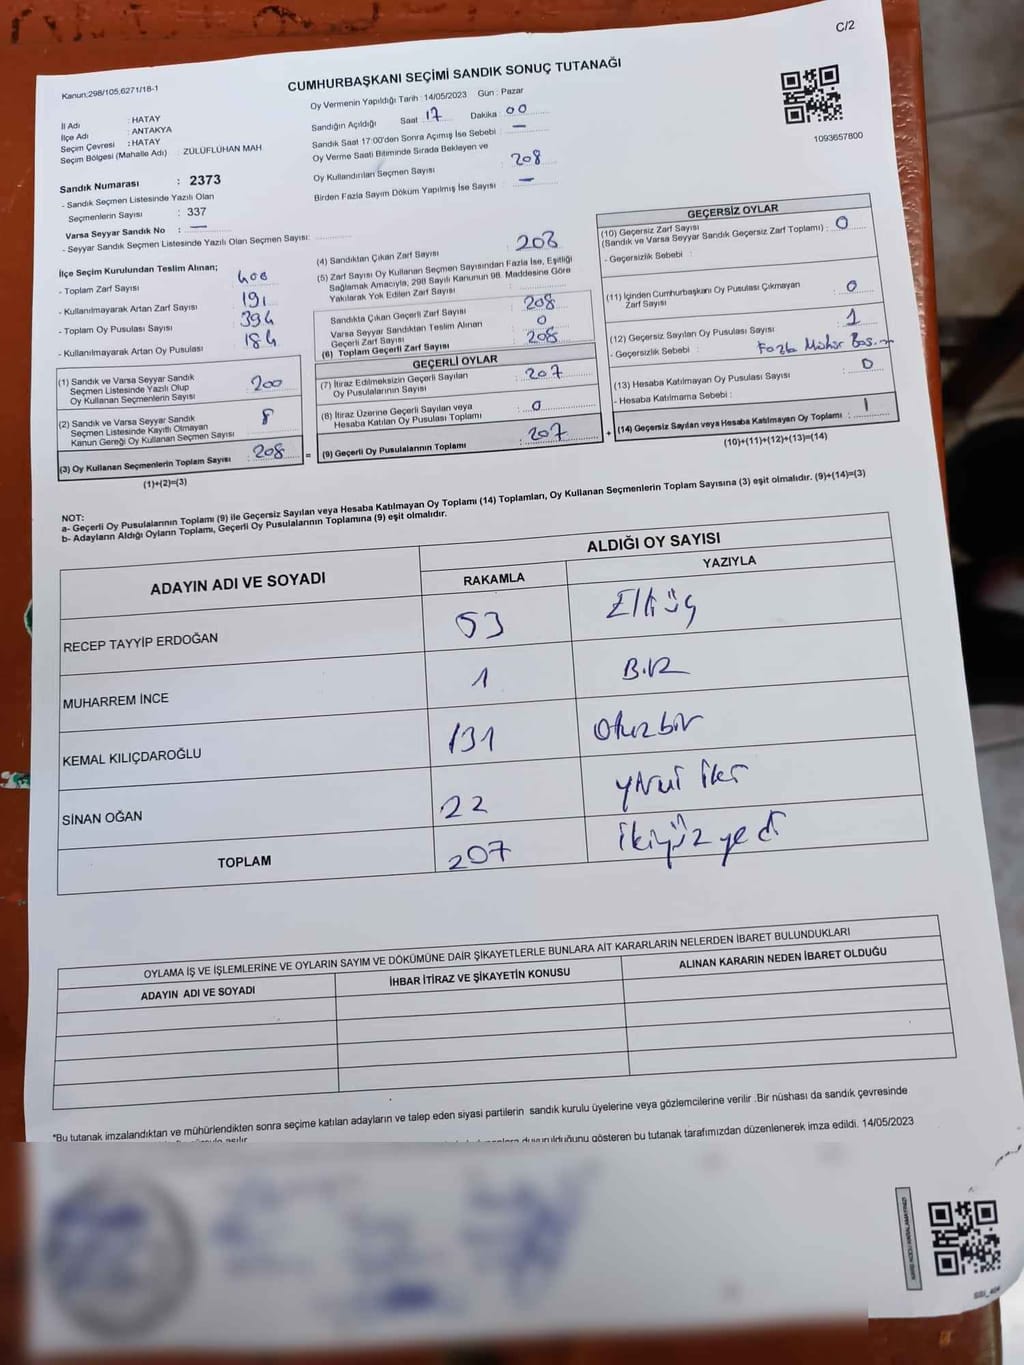 C/2
Kanun:298/105,6271/18-1
CUMHURBAŞKANI SEÇİMİ SANDIK SONUÇ TUTANAĞI
Oy Vermenin Yapıldığı Tarih : 14/05/2023 Gün : Pazar
İl Adı : HATAY
İlçe Adı : ANTAKYA
Seçim Çevresi : HATAY
Seçim Bölgesi (Mahalle Adı) : ZÜLÜFLÜHAN MAH
Sandığın Açıldığı Saat 17 Dakika : 00
Sandık Saat 17:00'den Sonra Açımış İse Sebebi : —
Oy Verme Saati Bitiminde Sırada Bekleyen ve
Oy Kullandırılan Seçmen Sayısı : 208
Birden Fazla Sayım Döküm Yapılmış İse Sayısı : —
1093657800
Sandık Numarası : 2373
- Sandık Seçmen Listesinde Yazılı Olan
Seçmenlerin Sayısı : 337
Varsa Seyyar Sandık No : —
- Seyyar Sandık Seçmen Listesinde Yazılı Olan Seçmen Sayısı:
İlçe Seçim Kurulundan Teslim Alınan;
- Toplam Zarf Sayısı : 400
- Kullanılmayarak Artan Zarf Sayısı : 191
- Toplam Oy Pusulası Sayısı : 394
- Kullanılmayarak Artan Oy Pusulası : 184
(1) Sandık ve Varsa Seyyar Sandık
Seçmen Listesinde Yazılı Olup
Oy Kullanan Seçmenlerin Sayısı : 200
(2) Sandık ve Varsa Seyyar Sandık
Seçmen Listesinde Kayıtlı Olmayan
Kanun Gereği Oy Kullanan Seçmen Sayısı : 8
(3) Oy Kullanan Seçmenlerin Toplam Sayısı : 208 =
(1)+(2)=(3)
(4) Sandıktan Çıkan Zarf Sayısı : 208
(5) Zarf Sayısı Oy Kullanan Seçmen Sayısından Fazla İse, Eşitliği
Sağlamak Amacıyla, 298 Sayılı Kanunun 98. Maddesine Göre
Yakılarak Yok Edilen Zarf Sayısı :
Sandıkta Çıkan Geçerli Zarf Sayısı : 208
Varsa Seyyar Sandıktan Teslim Alınan
Geçerli Zarf Sayısı : 0
(6) Toplam Geçerli Zarf Sayısı : 208
GEÇERLİ OYLAR
(7) İtiraz Edilmeksizin Geçerli Sayılan
Oy Pusulalarının Sayısı : 207
(8) İtiraz Üzerine Geçerli Sayılan veya
Hesaba Katılan Oy Pusulası Toplamı : 0
(9) Geçerli Oy Pusulalarının Toplamı : 207 +
GEÇERSİZ OYLAR
(10) Geçersiz Zarf Sayısı
(Sandık ve Varsa Seyyar Sandık Geçersiz Zarf Toplamı) : 0
- Geçersizlik Sebebi :
(11) İçinden Cumhurbaşkanı Oy Pusulası Çıkmayan
Zarf Sayısı : 0
(12) Geçersiz Sayılan Oy Pusulası Sayısı : 1
- Geçersizlik Sebebi : Fazla Mühür
(13) Hesaba Katılmayan Oy Pusulası Sayısı : 0
- Hesaba Katılmama Sebebi :
(14) Geçersiz Sayılan veya Hesaba Katılmayan Oy Toplamı : 1
(10)+(11)+(12)+(13)=(14)
NOT:
a- Geçerli Oy Pusulalarının Toplamı (9) ile Geçersiz Sayılan veya Hesaba Katılmayan Oy Toplamı (14) Toplamları, Oy Kullanan Seçmenlerin Toplam Sayısına (3) eşit olmalıdır. (9)+(14)=(3)
b- Adayların Aldığı Oyların Toplamı, Geçerli Oy Pusulalarının Toplamına (9) eşit olmalıdır.
ADAYIN ADI VE SOYADI ALDIĞI OY SAYISI
RAKAMLA YAZIYLA
RECEP TAYYİP ERDOĞAN 53 Elliüç
MUHARREM İNCE 1 BİR
KEMAL KILIÇDAROĞLU 131 Otuzbir
SİNAN OĞAN 22 yirmi iki
TOPLAM 207 ikiyüz yedi
OYLAMA İŞ VE İŞLEMLERİNE VE OYLARIN SAYIM VE DÖKÜMÜNE DAİR ŞİKAYETLERLE BUNLARA AİT KARARLARIN NELERDEN İBARET BULUNDUKLARI
ADAYIN ADI VE SOYADI İHBAR İTİRAZ VE ŞİKAYETİN KONUSU ALINAN KARARIN NEDEN İBARET OLDUĞU
*Bu tutanak imzalandıktan ve mühürlendikten sonra seçime katılan adayların ve talep eden siyasi partilerin sandık kurulu üyelerine veya gözlemcilerine verilir .Bir nüshası da sandık çevresinde
duyurulduğunu gösteren bu tutanak tarafımızdan düzenlenerek imza edildi. 14/05/2023